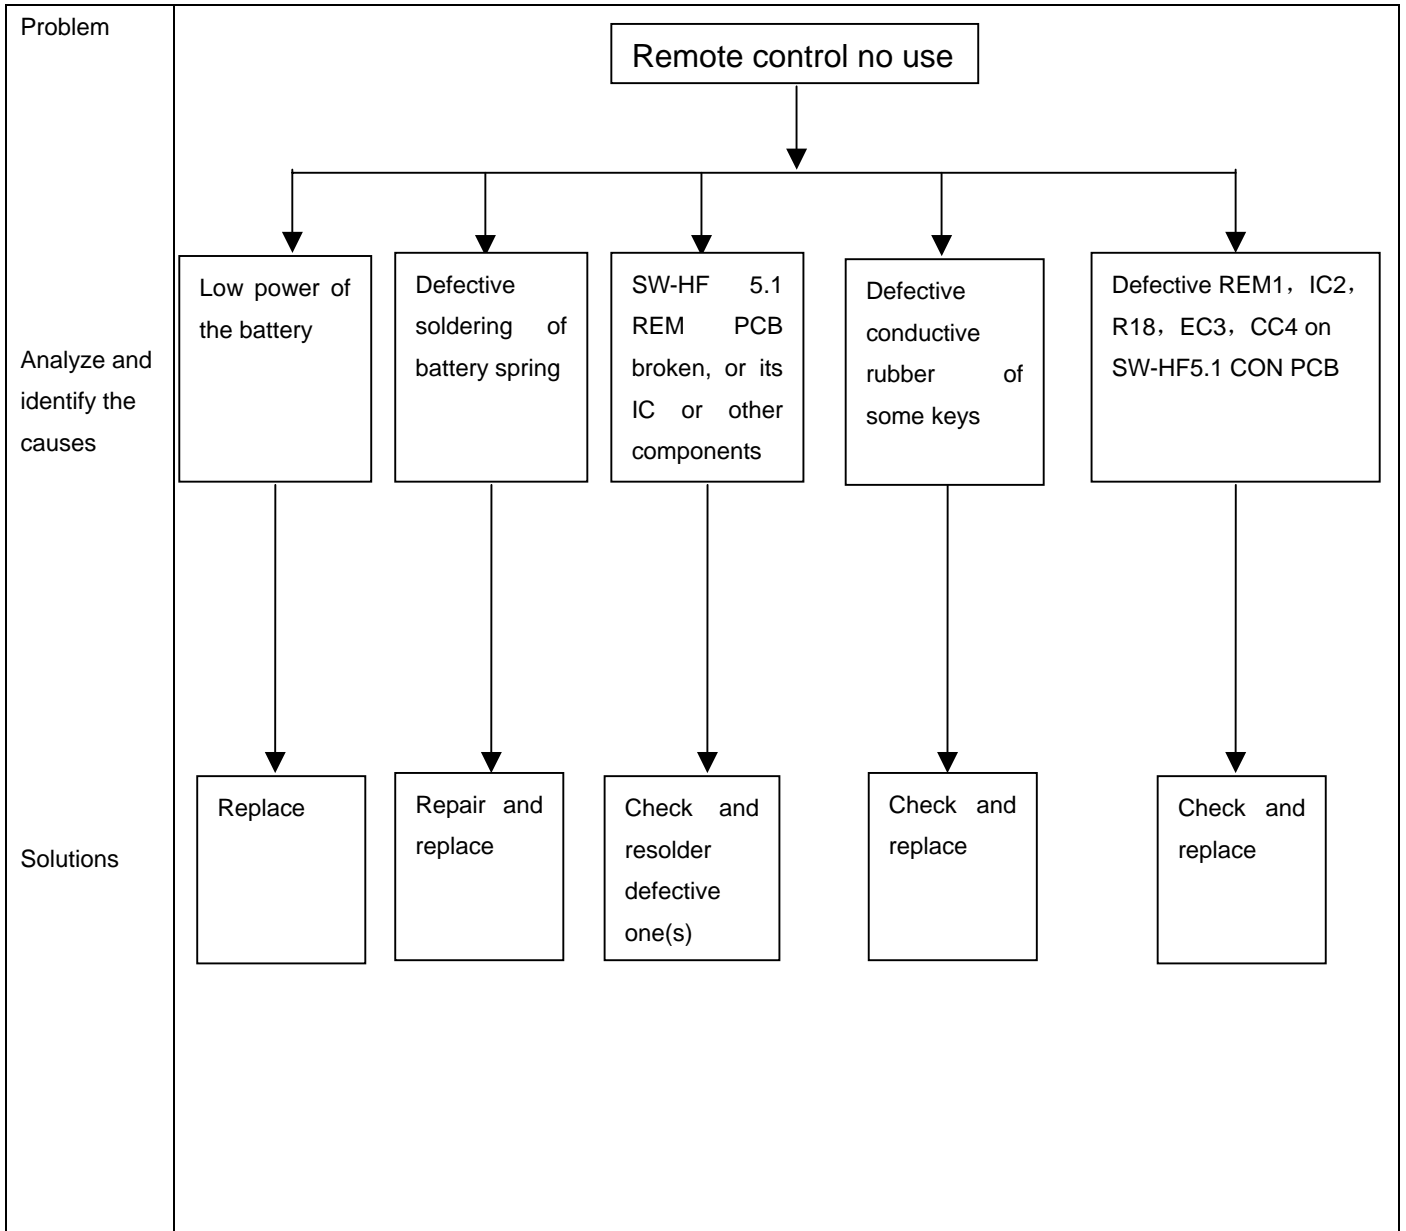 Problem
Remote control no use
Analyze and
identify the
causes
Low power of
the battery
Defective
soldering of
battery spring
SW-HF 5.1
REM PCB
broken, or its
IC or other
components
Defective
conductive
rubber of
some keys
Defective REM1，IC2，
R18，EC3，CC4 on
SW-HF5.1 CON PCB
Solutions
Replace
Repair and
replace
Check and
resolder
defective
one(s)
Check and
replace
Check and
replace